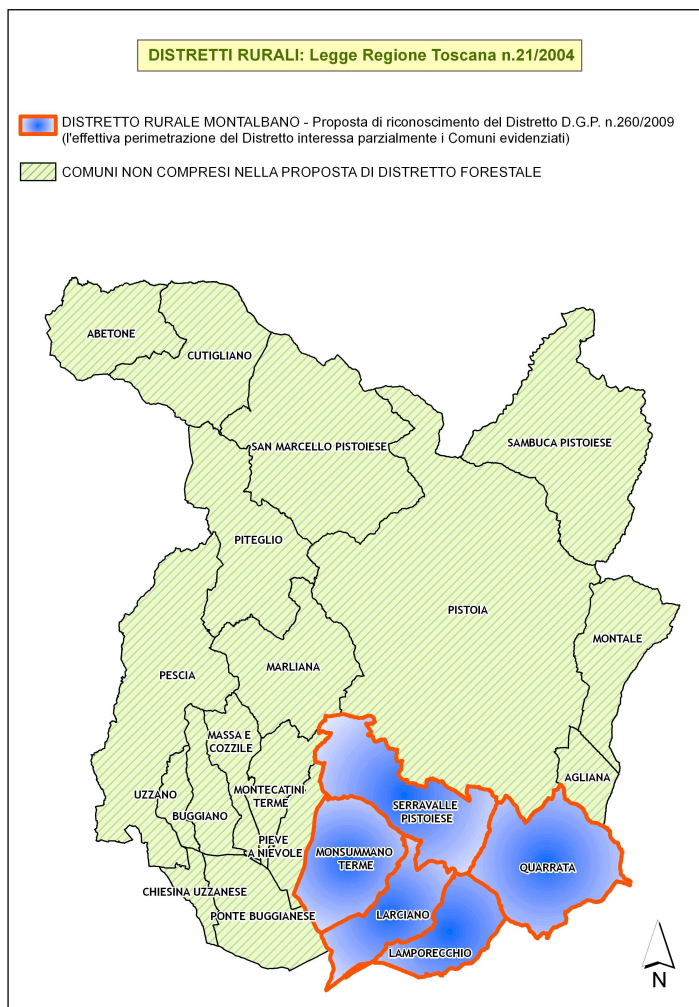 DISTRETTI RURALI: Legge Regione Toscana n.21/2004
DISTRETTO RURALE MONTALBANO - Proposta di riconoscimento del Distretto D.G.P. n.260/2009
(l'effettiva perimetrazione del Distretto interessa parzialmente i Comuni evidenziati)
COMUNI NON COMPRESI NELLA PROPOSTA DI DISTRETTO FORESTALE
ABETONE
CUTIGLIANO
SAN MARCELLO PISTOIESE
SAMBUCA PISTOIESE
PITEGLIO
PISTOIA
MONTALE
MARLIANA
PESCIA
MASSA E
COZZILE
UZZANO
BUGGIANO
MONTECATINI
TERME
AGLIANA
SERRAVALLE
PISTOIESE
PIEVE
A NIEVOLE
MONSUMMANO
TERME
QUARRATA
CHIESINA UZZANESE
PONTE BUGGIANESE
LARCIANO
LAMPORECCHIO
N